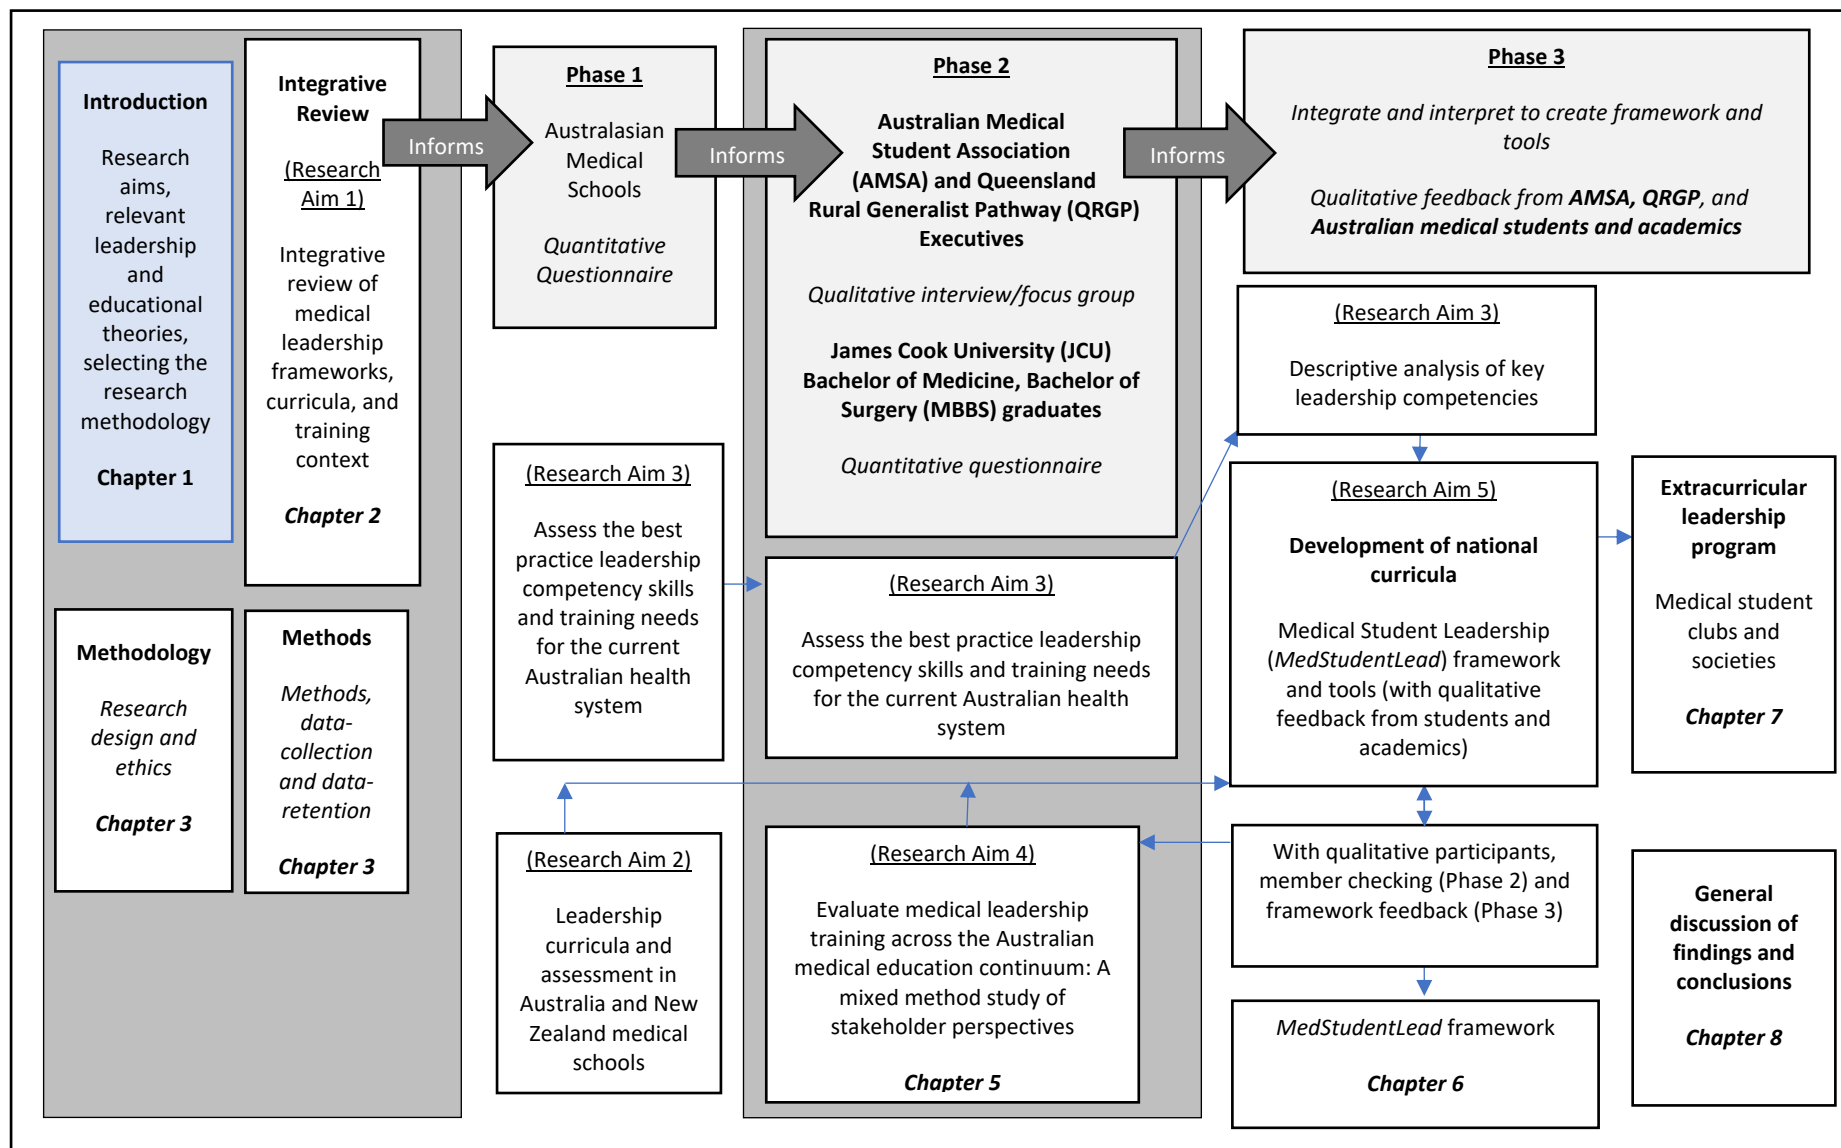 Introduction
Research
aims,
relevant
leadership
and
educational
theories,
selecting the
research
methodology
Chapter 1
Integrative
Review
(Research
Aim 1)
Integrative
review of
medical
leadership
frameworks,
curricula, and
training
context
Chapter 2
Methodology
Research
design and
ethics
Chapter 3
Methods
Methods,
data-
collection
and data-
retention
Chapter 3
Informs
Phase 1
Australasian
Medical
Schools
Quantitative
Questionnaire
(Research Aim 3)
Assess the best
practice leadership
competency skills
and training needs
for the current
Australian health
system
(Research Aim 2)
Leadership
curricula and
assessment in
Australia and New
Zealand medical
schools
Informs
Phase 2
Australian Medical
Student Association
(AMSA) and Queensland
Rural Generalist Pathway (QRGP)
Executives
Qualitative interview/focus group
James Cook University (JCU)
Bachelor of Medicine, Bachelor of
Surgery (MBBS) graduates
Quantitative questionnaire
(Research Aim 3)
Assess the best practice leadership
competency skills and training needs
for the current Australian health
system
(Research Aim 4)
Evaluate medical leadership
training across the Australian
medical education continuum: A
mixed method study of
stakeholder perspectives
Chapter 5
Informs
Phase 3
Integrate and interpret to create framework and
tools
Qualitative feedback from AMSA, QRGP, and
Australian medical students and academics
(Research Aim 3)
Descriptive analysis of key
leadership competencies
(Research Aim 5)
Development of national
curricula
Medical Student Leadership
(MedStudentLead) framework
and tools (with qualitative
feedback from students and
academics)
With qualitative participants,
member checking (Phase 2) and
framework feedback (Phase 3)
MedStudentLead framework
Chapter 6
Extracurricular
leadership
program
Medical student
clubs and
societies
Chapter 7
General
discussion of
findings and
conclusions
Chapter 8